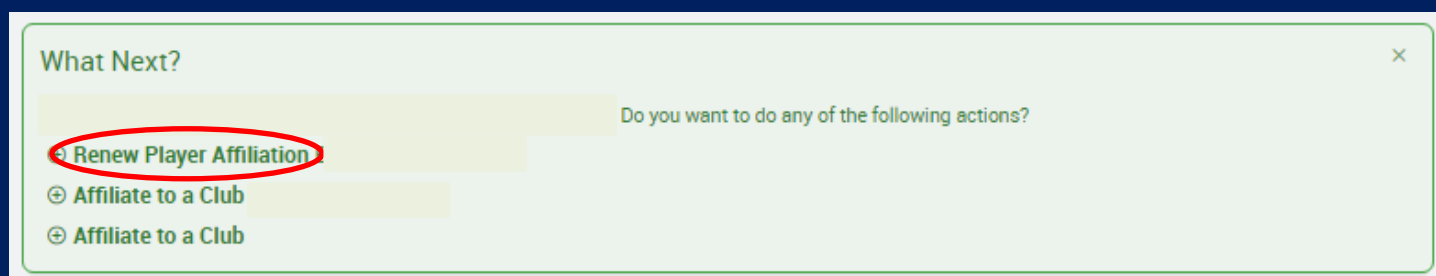 What Next?
Do you want to do any of the following actions?
Renew Player Affiliation
Affiliate to a Club
Affiliate to a Club